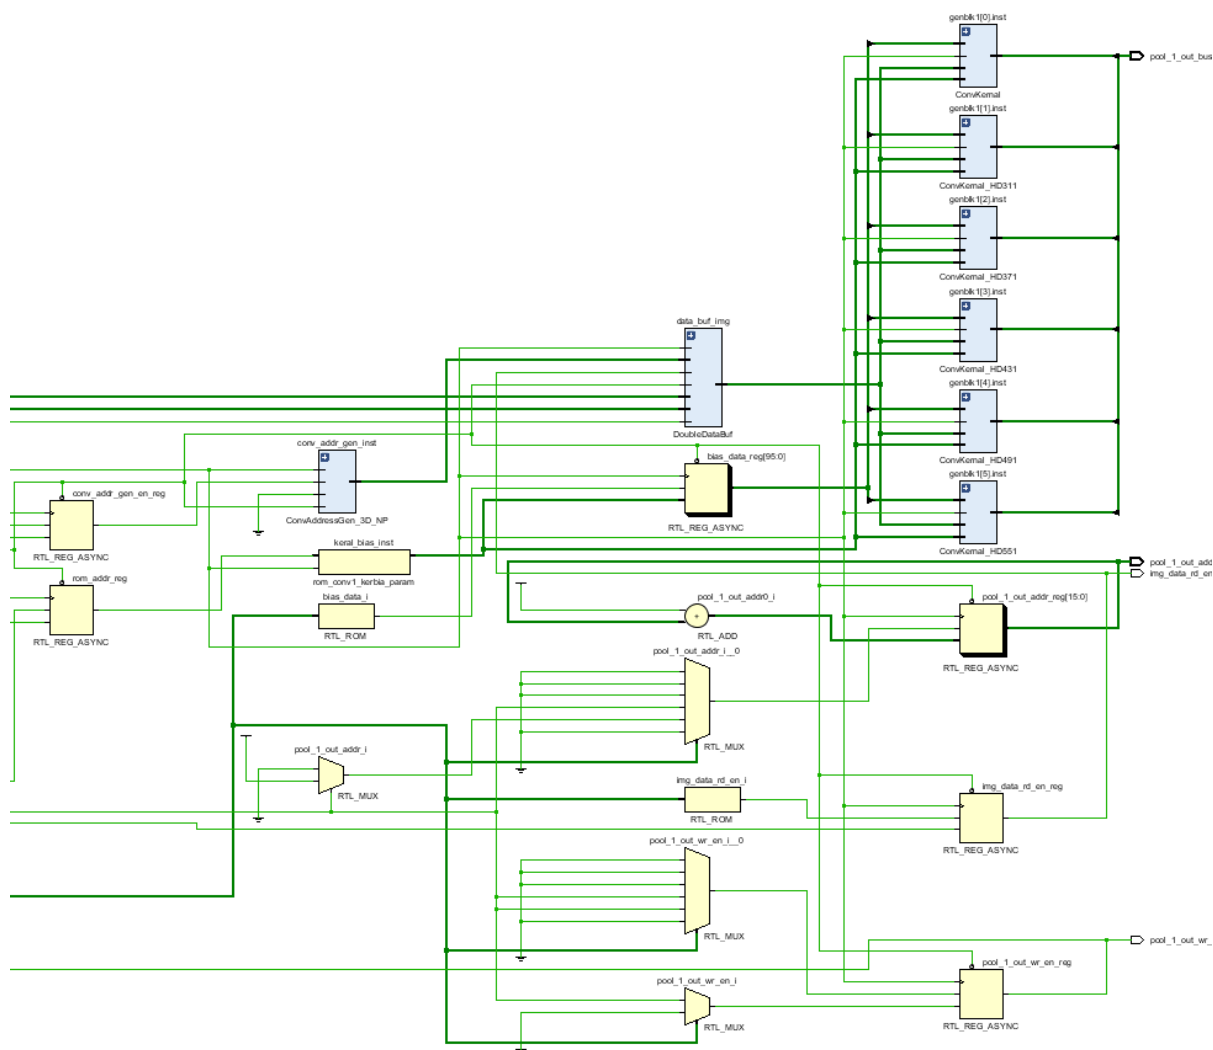 genblk1[0].inst
pool_1_out_bus
ConvKernal
genblk1[1].inst
ConvKernal_HD311
genblk1[2].inst
ConvKernal_HD371
genblk1[3].inst
ConvKernal_HD431
genblk1[4].inst
ConvKernal_HD491
genblk1[5].inst
ConvKernal_HD551
data_buf_img
DoubleDataBuf
conv_addr_gen_inst
ConvAddressGen_3D_NP
bias_data_reg[95:0]
RTL_REG_ASYNC
conv_addr_gen_en_reg
RTL_REG_ASYNC
keral_bias_inst
rom_conv1_kerbia_param
rom_addr_reg
RTL_REG_ASYNC
bias_data_i
RTL_ROM
pool_1_out_add
img_data_rd_en
pool_1_out_addr0_i
+
RTL_ADD
pool_1_out_addr_reg[15:0]
RTL_REG_ASYNC
pool_1_out_addr_i__0
RTL_MUX
pool_1_out_addr_i
RTL_MUX
img_data_rd_en_i
RTL_ROM
img_data_rd_en_reg
RTL_REG_ASYNC
pool_1_out_wr_en_i__0
RTL_MUX
pool_1_out_wr_
pool_1_out_wr_en_reg
RTL_REG_ASYNC
pool_1_out_wr_en_i
RTL_MUX